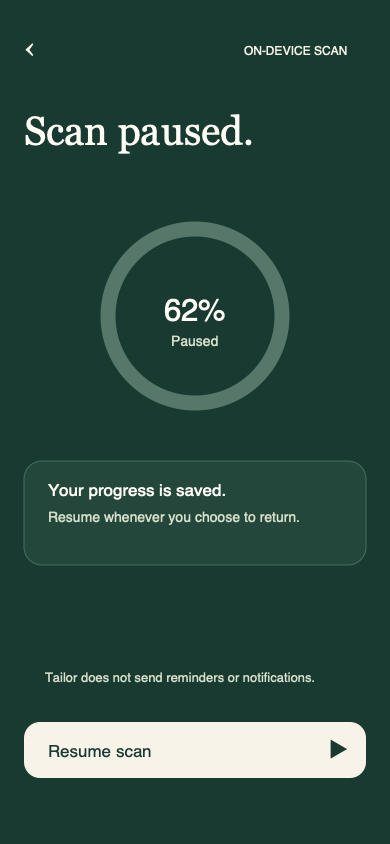 ON-DEVICE SCAN
Scan paused.
62%
Paused
Your progress is saved.
Resume whenever you choose to return.
Tailor does not send reminders or notifications.
Resume scan